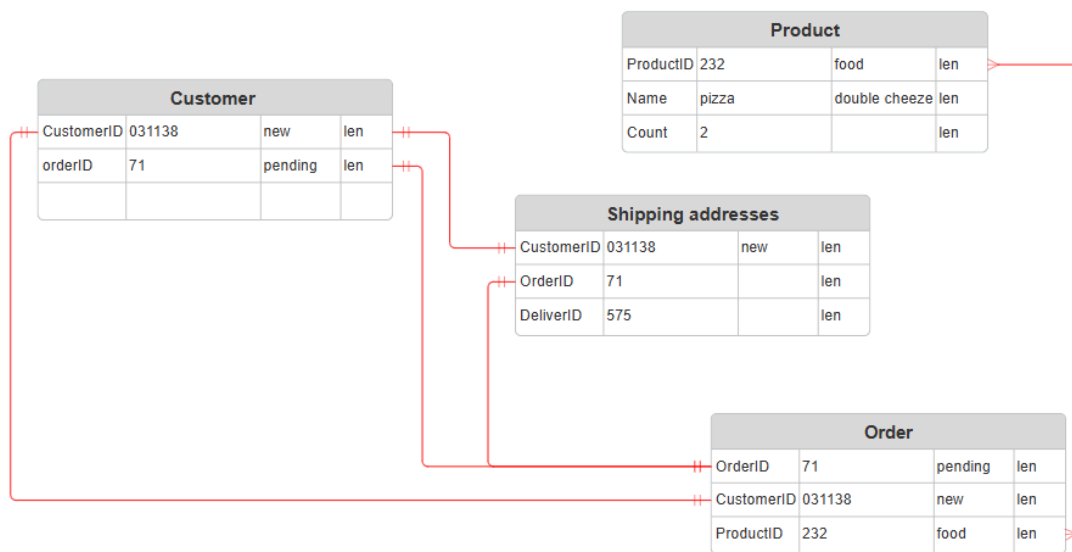 Product
ProductID 232 food len
Name pizza double cheeze len
Count 2 len
Customer
CustomerID 031138 new len
orderID 71 pending len
Shipping addresses
CustomerID 031138 new len
OrderID 71 len
DeliverID 575 len
Order
OrderID 71 pending len
CustomerID 031138 new len
ProductID 232 food len